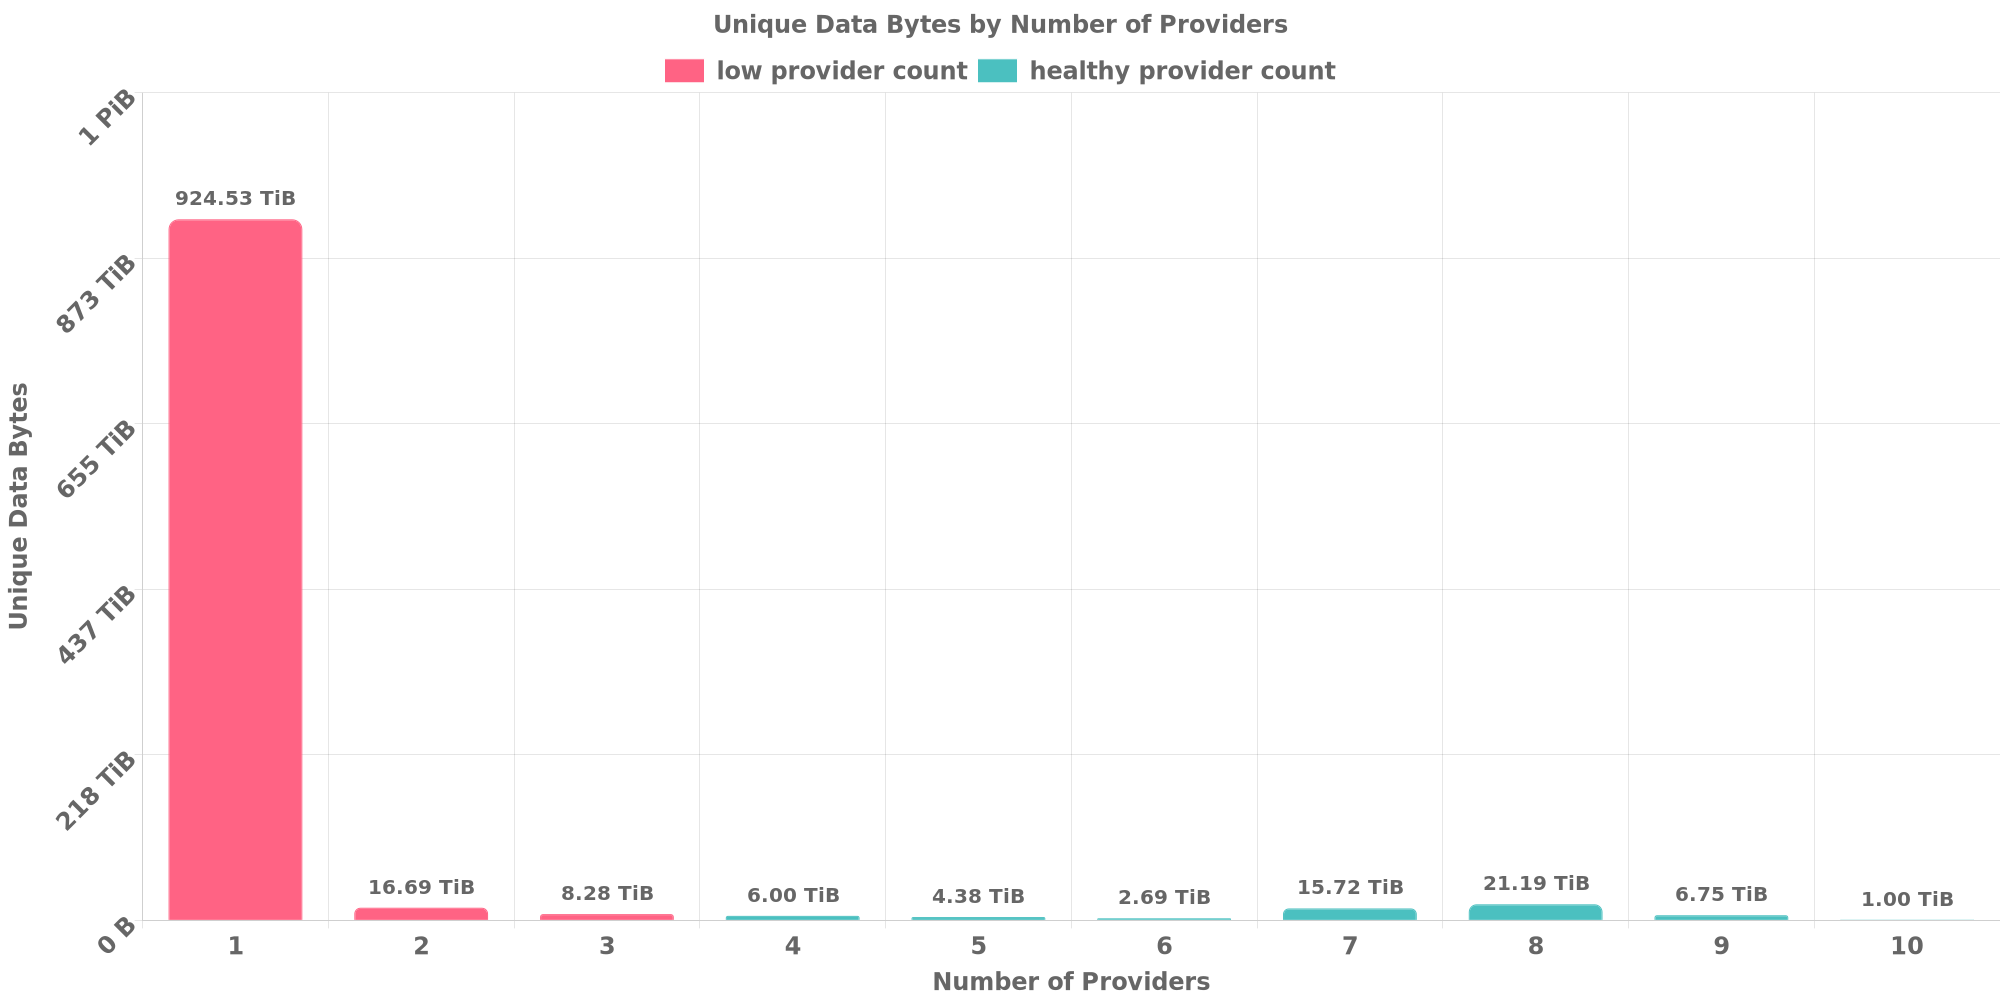 Unique Data Bytes by Number of Providers
low provider count healthy provider count
1 PiB
873 TiB
655 TiB
437 TiB
218 TiB
0 B
Unique Data Bytes
924.53 TiB
16.69 TiB
8.28 TiB
6.00 TiB
4.38 TiB
2.69 TiB
15.72 TiB
21.19 TiB
6.75 TiB
1.00 TiB
1 2 3 4 5 6 7 8 9 10
Number of Providers